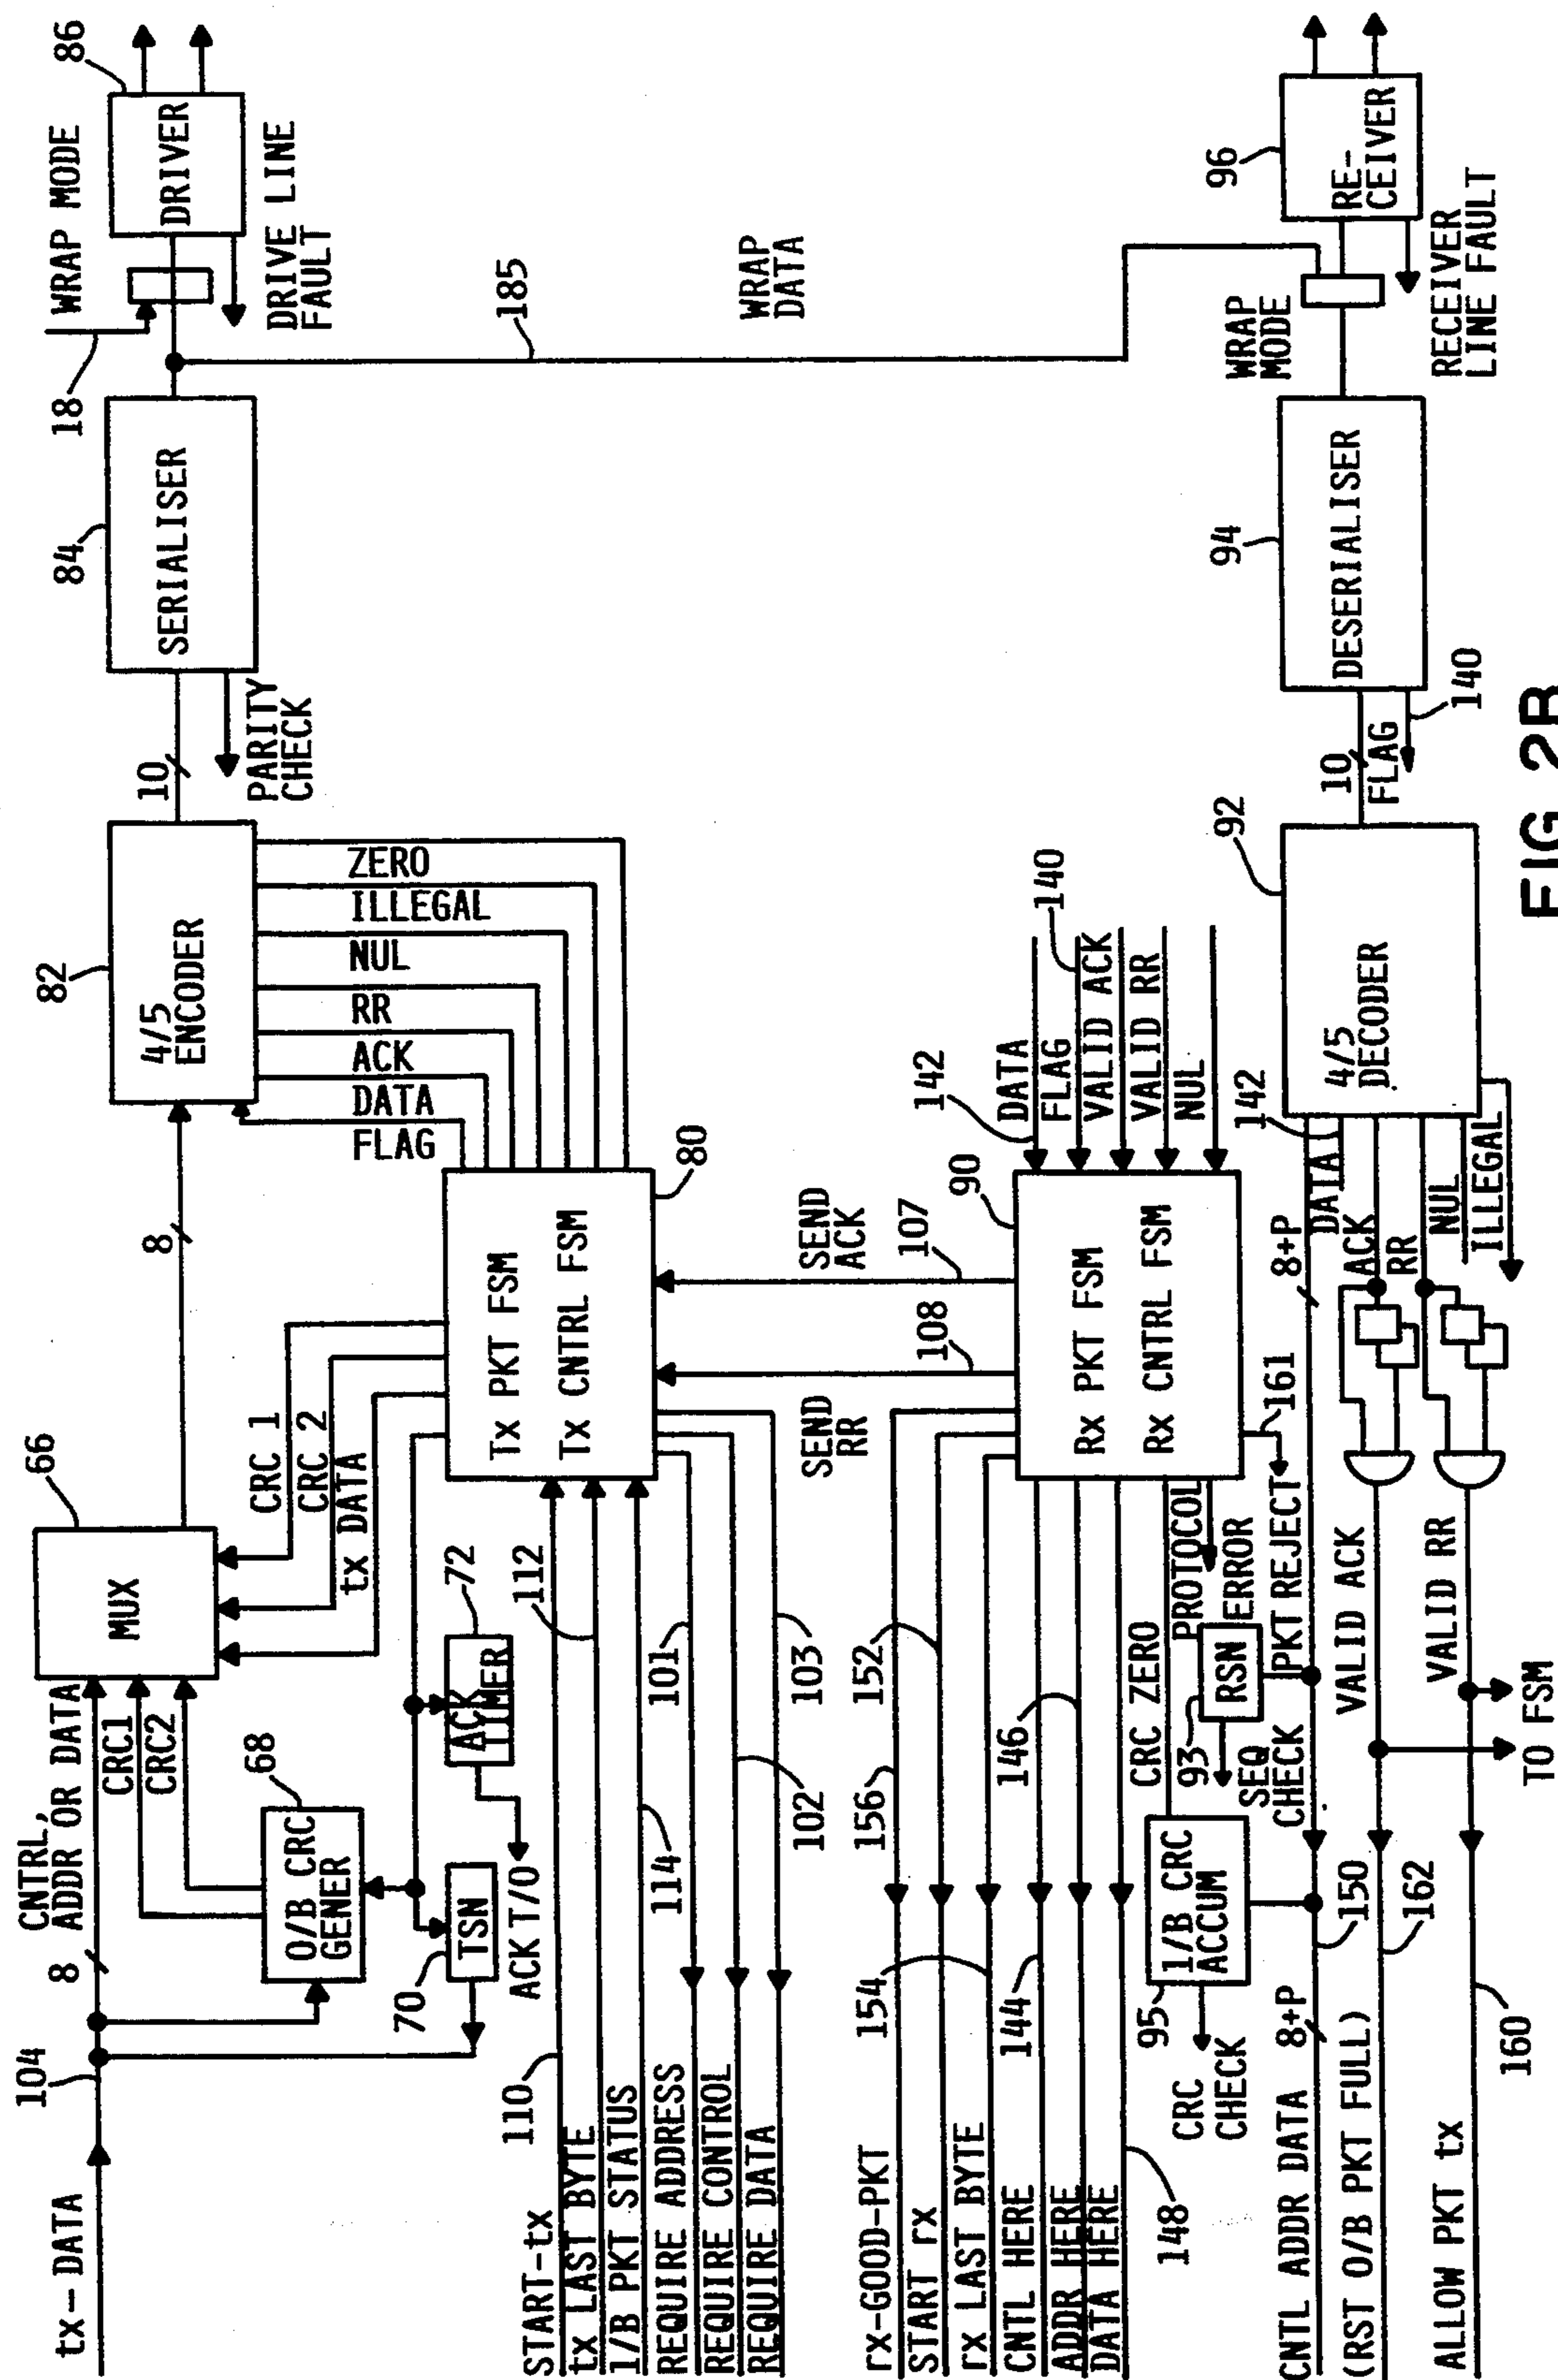 tx-DATA
104
8
CNTRL,
ADDR OR DATA
CRC1
CRC2
MUX
66
68
O/B CRC
GENER
70
TSN
ACK T/O
ACK
TIMER
72
CRC 1
CRC 2
tx DATA
8
82
4/5
ENCODER
ZERO
ILLEGAL
NUL
RR
ACK
DATA
FLAG
10
PARITY
CHECK
84
SERIALISER
18
WRAP MODE
86
DRIVER
DRIVE LINE
FAULT
185
WRAP
DATA
START-tx
tx LAST BYTE
1/B PKT STATUS
REQUIRE ADDRESS
REQUIRE CONTROL
REQUIRE DATA
110
112
114
101
102
103
Tx PKT FSM
Tx CNTRL FSM
80
SEND
ACK
107
108
SEND
RR
rx-GOOD-PKT
START rx
rx LAST BYTE
CNTL HERE
ADDR HERE
DATA HERE
156
152
154
144
146
148
90
Rx PKT FSM
Rx CNTRL FSM
142
DATA
FLAG
140
VALID ACK
VALID RR
NUL
161
PKT REJECT
PROTOCOL
ERROR
CRC ZERO
93
RSN
SEQ
CHECK
95
1/B CRC
ACCUM
CRC
CHECK
CNTL ADDR DATA
8+P
150
(RST O/B PKT FULL)
162
ALLOW PKT tx
160
VALID ACK
VALID RR
TO FSM
8+P
DATA
142
ACK
RR
NUL
ILLEGAL
92
4/5
DECODER
10
FLAG
140
94
DESERIALISER
WRAP
MODE
96
RE-
CEIVER
RECEIVER
LINE FAULT
FIG. 2B